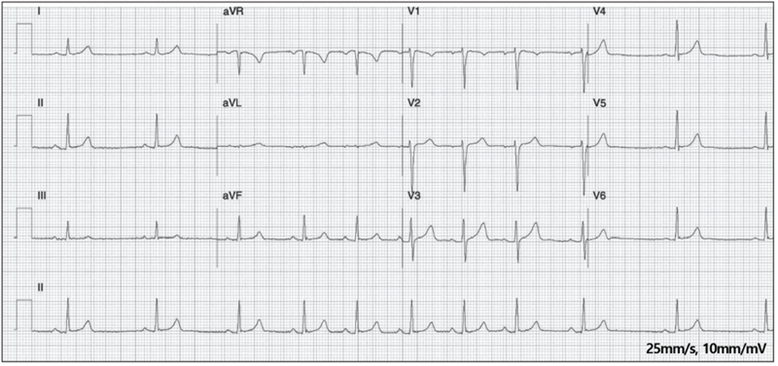 I aVR V1 V4
II aVL V2 V5
III aVF V3 V6
II
25mm/s, 10mm/mV